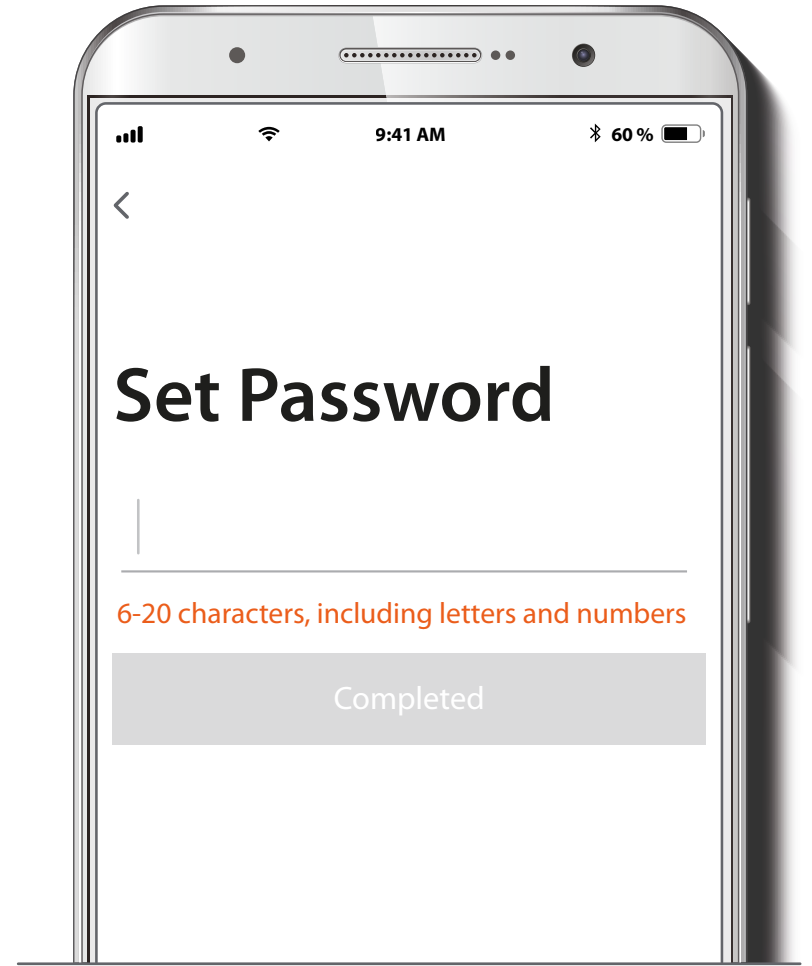 9:41 AM 60 %
Set Password
6-20 characters, including letters and numbers
Completed